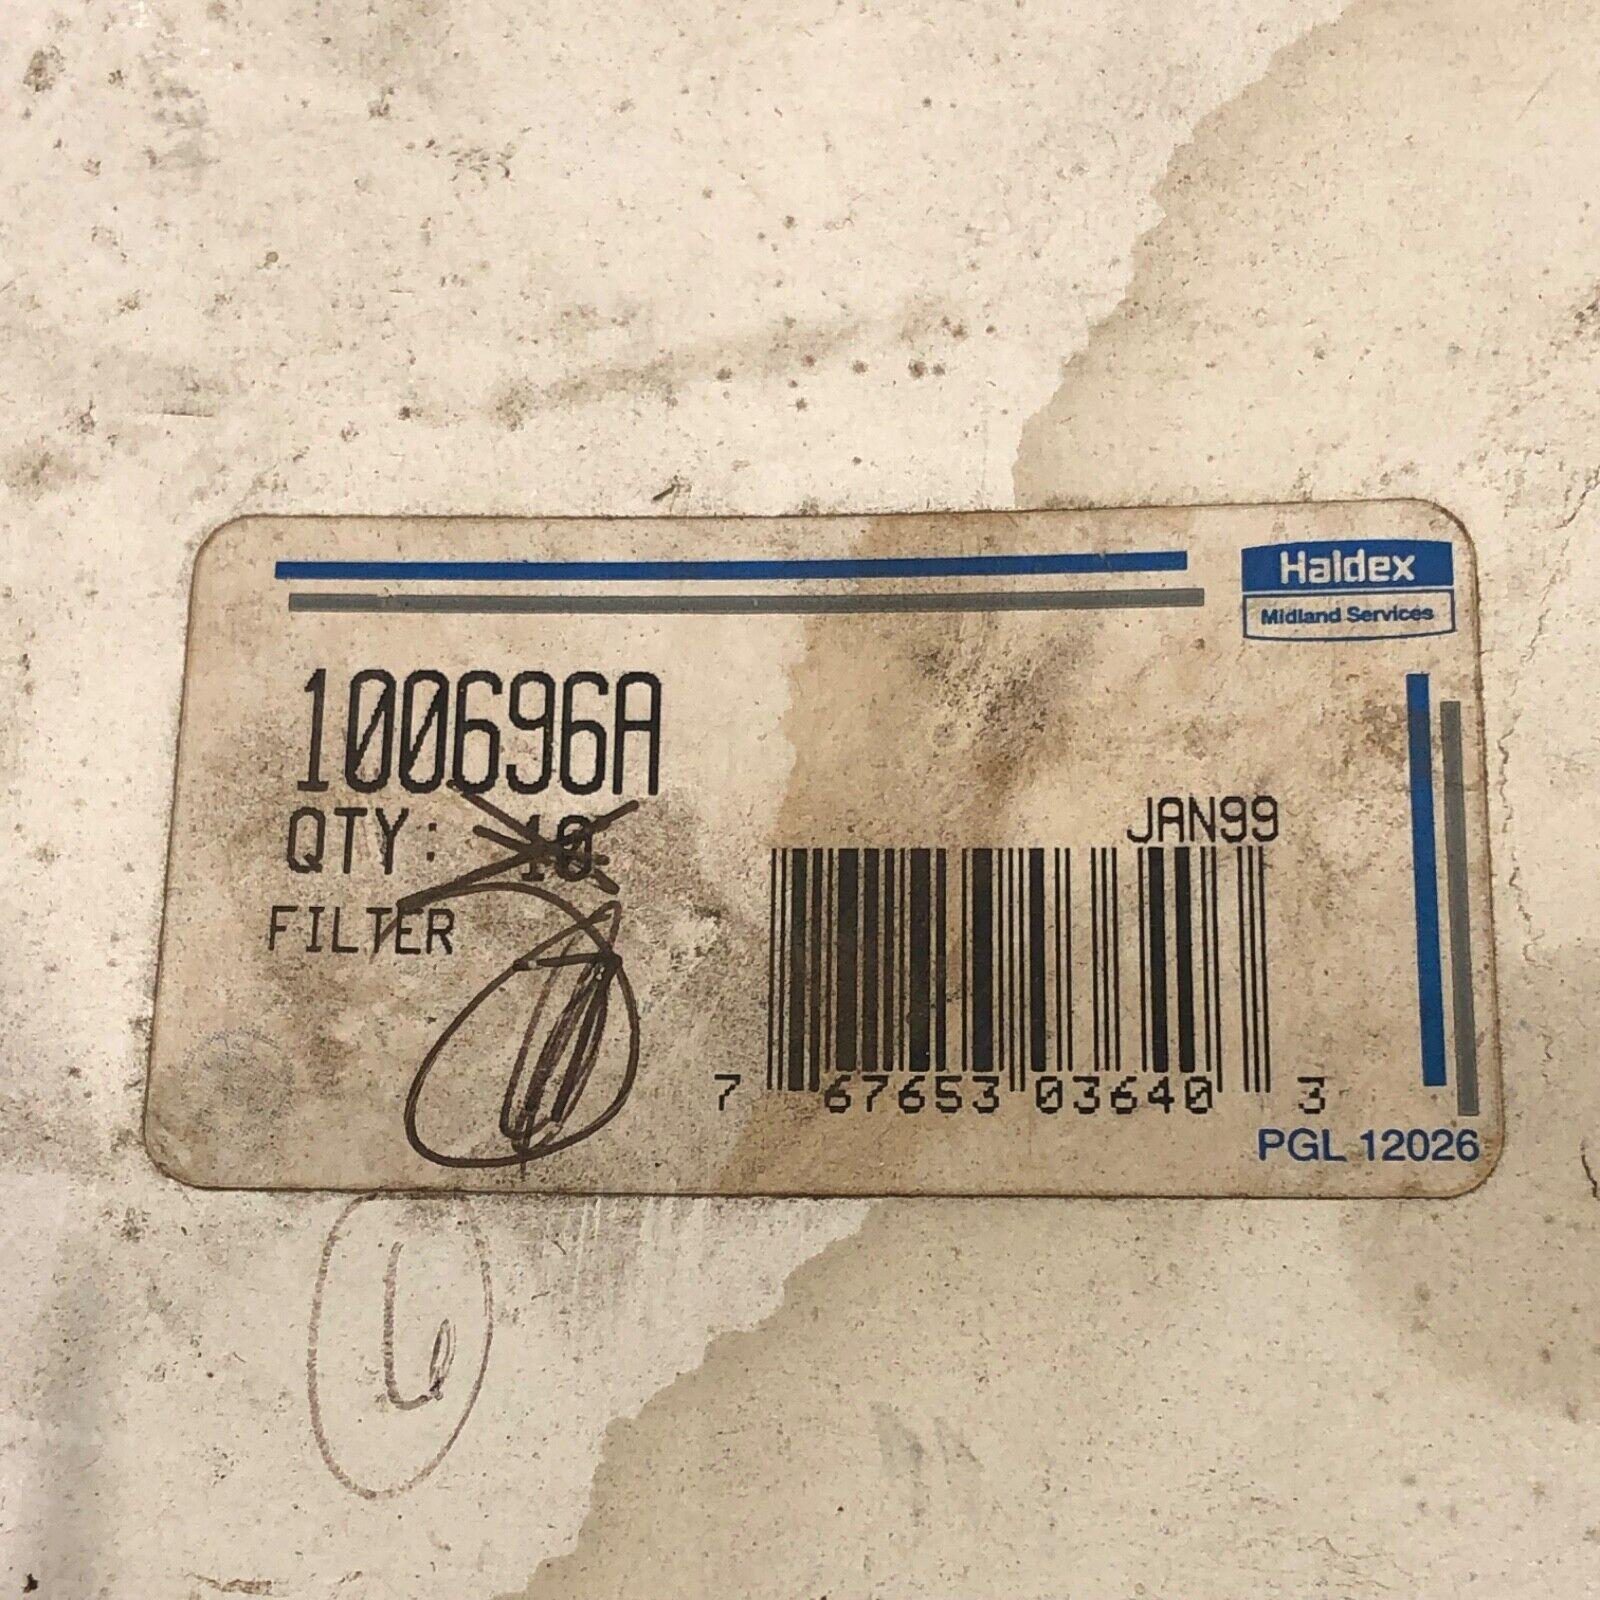 Haldex
Midland Services
100696A
QTY: 10
JAN99
FILTER
7 67653 03640 3
PGL 12026
6